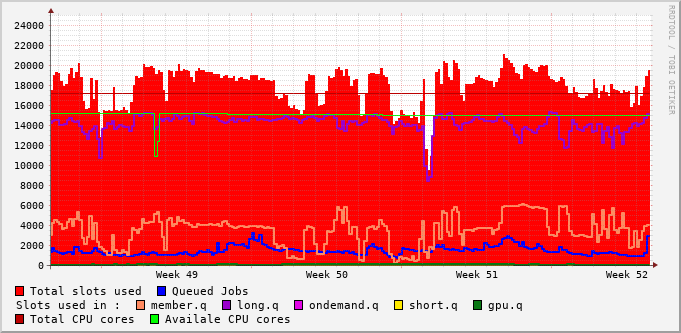 RRDTOOL / TOBI OETIKER
24000
22000
20000
18000
16000
14000
12000
10000
8000
6000
4000
2000
0
Week 49 Week 50 Week 51 Week 52
Total slots used Queued Jobs
Slots used in : member.q long.q ondemand.q short.q gpu.q
Total CPU cores Availale CPU cores